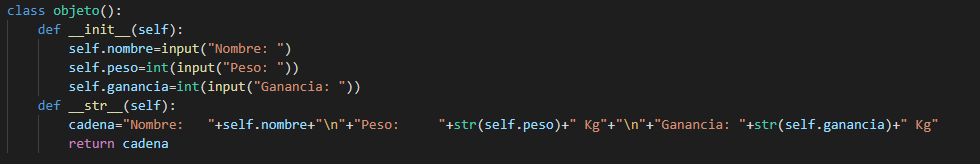 class objeto():
    def __init__(self):
        self.nombre=input("Nombre: ")
        self.peso=int(input("Peso: "))
        self.ganancia=int(input("Ganancia: "))
    def __str__(self):
        cadena="Nombre:   "+self.nombre+"\n"+"Peso:     "+str(self.peso)+" Kg"+"\n"+"Ganancia: "+str(self.ganancia)+" Kg"
        return cadena